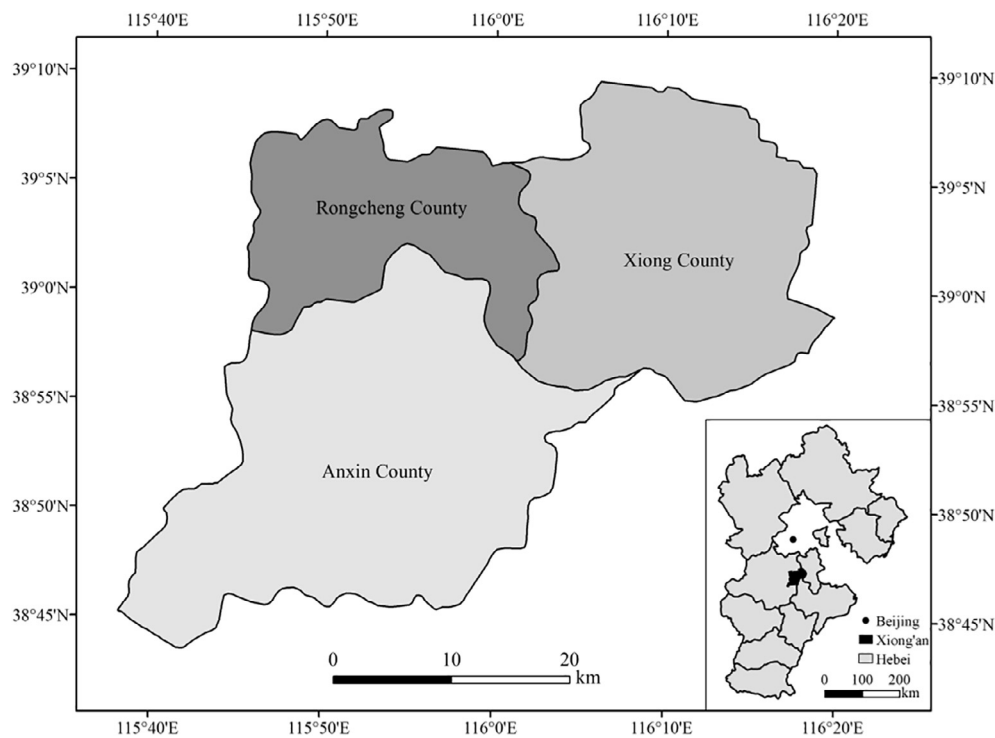 115°40'E 115°50'E 116°0'E 116°10'E 116°20'E
39°10'N 39°10'N
39°5'N 39°5'N
Rongcheng County
Xiong County
39°0'N 39°0'N
38°55'N 38°55'N
Anxin County
38°50'N 38°50'N
38°45'N 38°45'N
Beijing
Xiong'an
Hebei
0 100 200
km
0 10 20
km
115°40'E 115°50'E 116°0'E 116°10'E 116°20'E